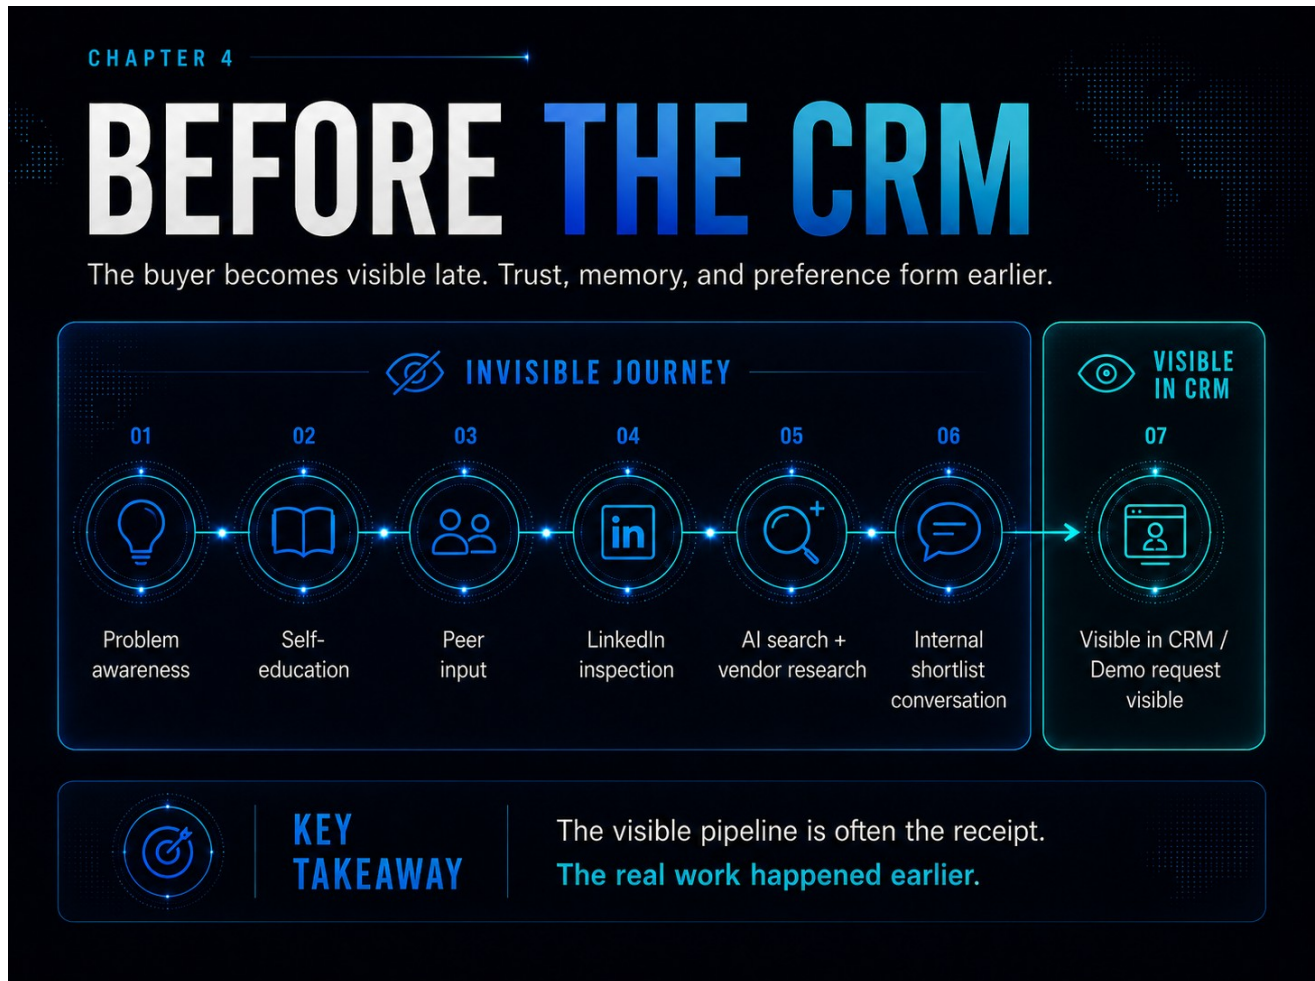 CHAPTER 4
BEFORE THE CRM
The buyer becomes visible late. Trust, memory, and preference form earlier.
INVISIBLE JOURNEY
01
Problem
awareness
02
Self-
education
03
Peer
input
04
in
LinkedIn
inspection
05
AI search +
vendor research
06
Internal
shortlist
conversation
VISIBLE
IN CRM
07
Visible in CRM /
Demo request
visible
KEY
TAKEAWAY
The visible pipeline is often the receipt.
The real work happened earlier.